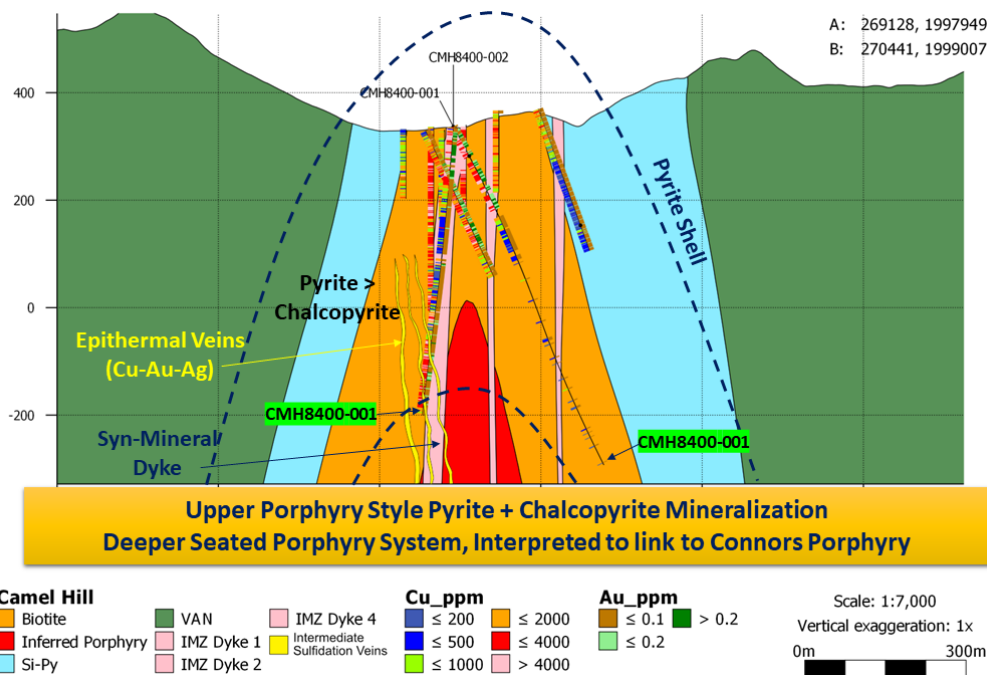 A: 269128, 1997949
B: 270441, 1999007
CMH8400-002
CMH8400-001
400
200
0
-200
Pyrite Shell
Pyrite >
Chalcopyrite
Epithermal Veins
(Cu-Au-Ag)
CMH8400-001
CMH8400-001
Syn-Mineral
Dyke
Upper Porphyry Style Pyrite + Chalcopyrite Mineralization
Deeper Seated Porphyry System, Interpreted to link to Connors Porphyry
Camel Hill
Biotite
Inferred Porphyry
Si-Py
VAN
IMZ Dyke 1
IMZ Dyke 2
IMZ Dyke 4
Intermediate
Sulfidation Veins
Cu_ppm
≤ 200
≤ 500
≤ 1000
≤ 2000
≤ 4000
> 4000
Au_ppm
≤ 0.1
≤ 0.2
> 0.2
Scale: 1:7,000
Vertical exaggeration: 1x
0m 300m